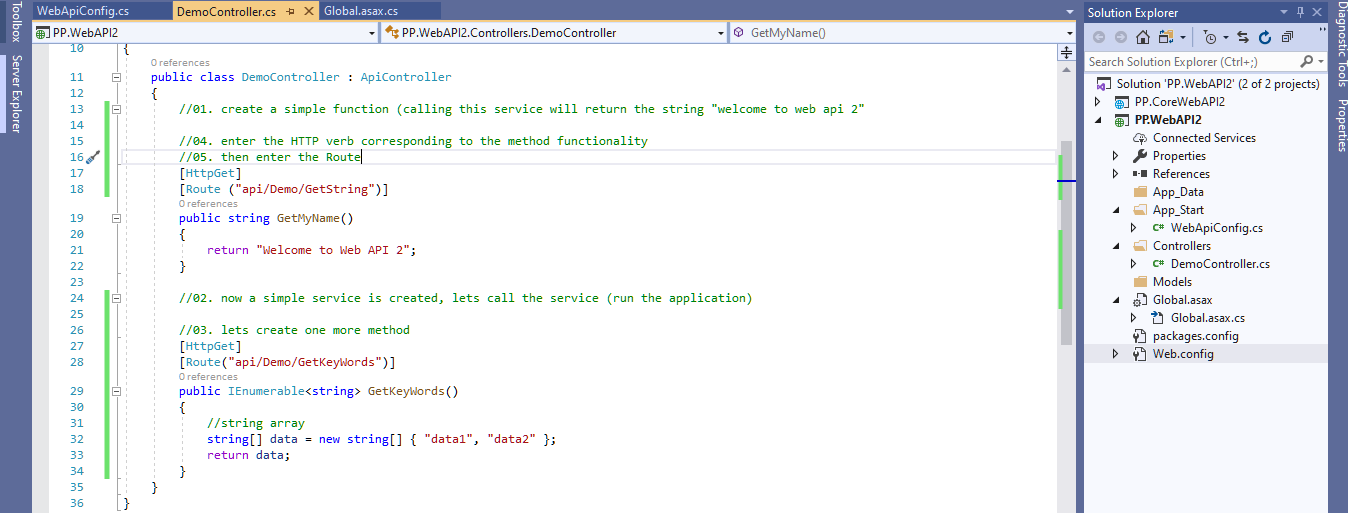 Toolbox
Server Explorer
WebApiConfig.cs
DemoController.cs
Global.asax.cs
PP.WebAPI2
PP.WebAPI2.Controllers.DemoController
GetMyName()
10 {
0 references
11 public class DemoController : ApiController
12 {
13 //01. create a simple function (calling this service will return the string "welcome to web api 2"
14
15 //04. enter the HTTP verb corresponding to the method functionality
16 //05. then enter the Route
17 [HttpGet]
18 [Route ("api/Demo/GetString")]
0 references
19 public string GetMyName()
20 {
21 return "Welcome to Web API 2";
22 }
23
24 //02. now a simple service is created, lets call the service (run the application)
25
26 //03. lets create one more method
27 [HttpGet]
28 [Route("api/Demo/GetKeyWords")]
0 references
29 public IEnumerable<string> GetKeyWords()
30 {
31 //string array
32 string[] data = new string[] { "data1", "data2" };
33 return data;
34 }
35 }
36 }
Solution Explorer
Search Solution Explorer (Ctrl+;)
Solution 'PP.WebAPI2' (2 of 2 projects)
PP.CoreWebAPI2
PP.WebAPI2
Connected Services
Properties
References
App_Data
App_Start
C# WebApiConfig.cs
Controllers
C# DemoController.cs
Models
Global.asax
Global.asax.cs
packages.config
Web.config
Diagnostic Tools
Properties